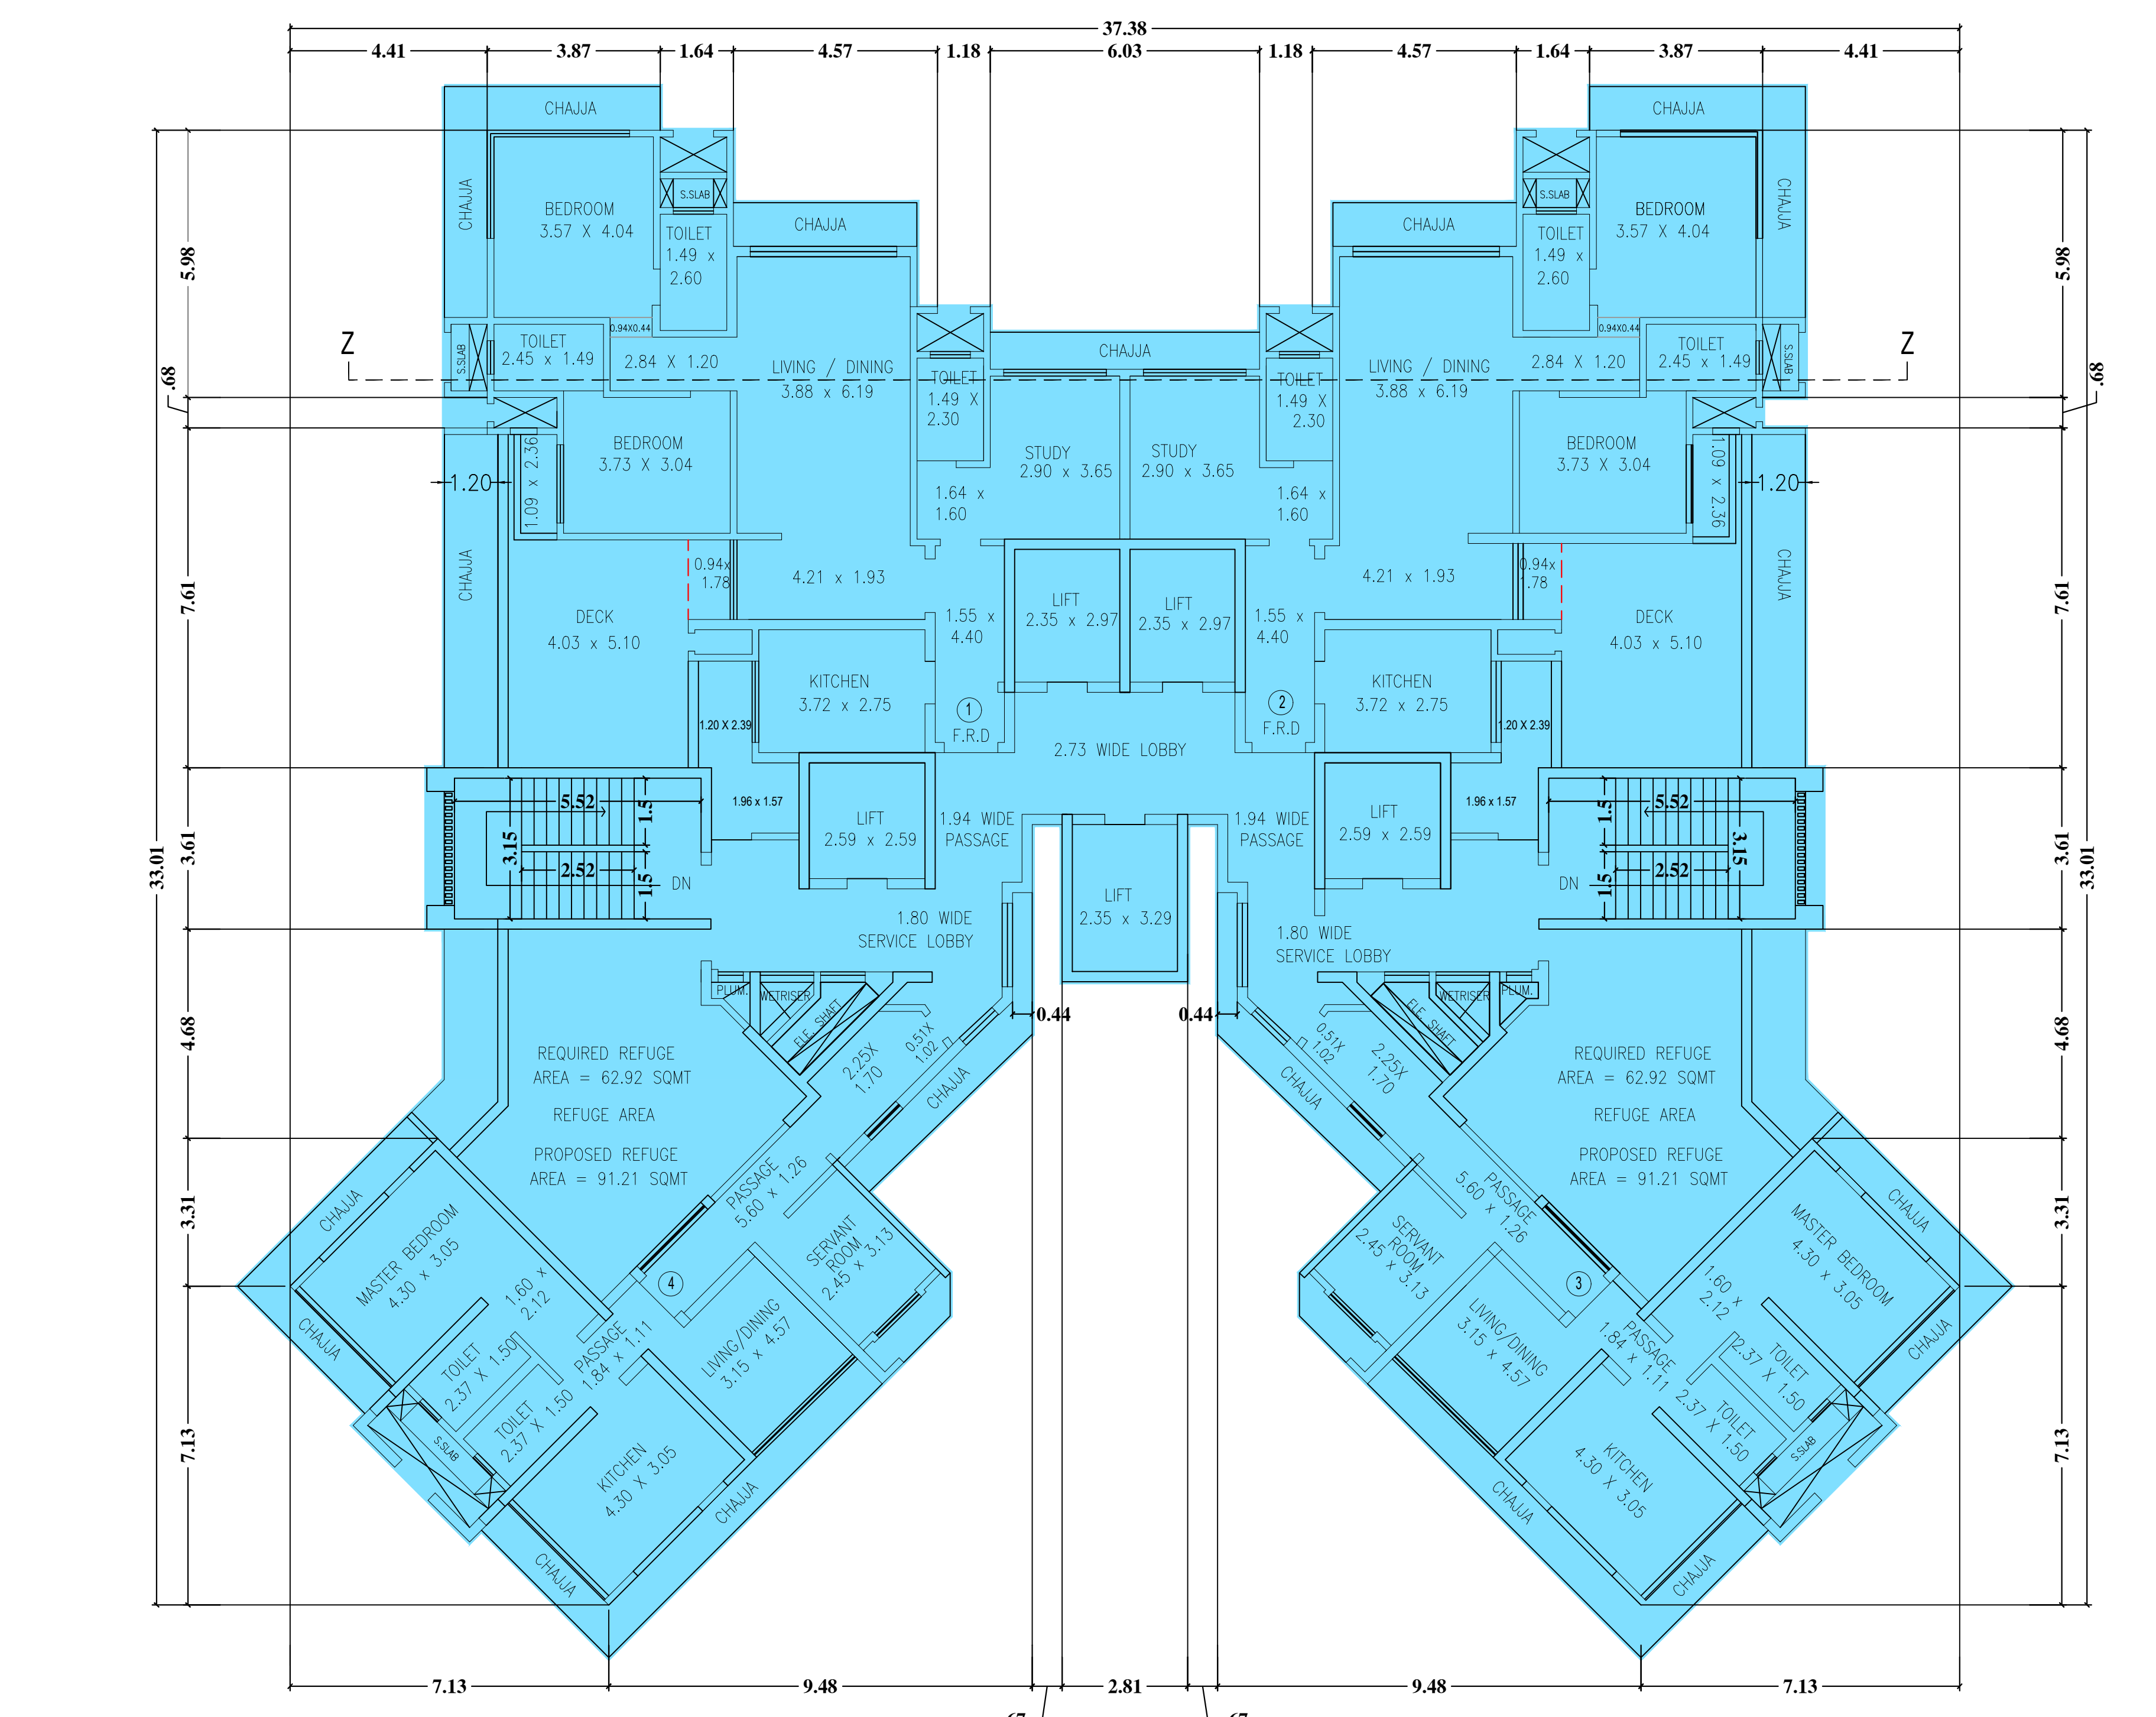 37.38
4.41 3.87 1.64 4.57 1.18 6.03 1.18 4.57 1.64 3.87 4.41
CHAJJA
CHAJJA
CHAJJA
CHAJJA
BEDROOM
3.57 X 4.04
S.SLAB
TOILET
1.49 x
2.60
CHAJJA
CHAJJA
S.SLAB
TOILET
1.49 x
2.60
BEDROOM
3.57 X 4.04
5.98
5.98
Z
Z
S.SLAB
TOILET
2.45 x 1.49
0.94X0.44
2.84 X 1.20
LIVING / DINING
3.88 x 6.19
TOILET
1.49 X
2.30
CHAJJA
TOILET
1.49 X
2.30
LIVING / DINING
3.88 x 6.19
0.94X0.44
2.84 X 1.20
TOILET
2.45 x 1.49
S.SLAB
.68
.68
BEDROOM
3.73 X 3.04
STUDY
2.90 x 3.65
STUDY
2.90 x 3.65
BEDROOM
3.73 X 3.04
1.20
1.09 x 2.36
1.64 x
1.60
1.64 x
1.60
1.09 x 2.36
1.20
CHAJJA
CHAJJA
7.61
7.61
0.94x
1.78
4.21 x 1.93
4.21 x 1.93
0.94x
1.78
DECK
4.03 x 5.10
1.55 x
4.40
LIFT
2.35 x 2.97
LIFT
2.35 x 2.97
1.55 x
4.40
DECK
4.03 x 5.10
KITCHEN
3.72 x 2.75
1
F.R.D
2
F.R.D
KITCHEN
3.72 x 2.75
1.20 X 2.39
1.20 X 2.39
2.73 WIDE LOBBY
33.01
3.61
5.52
3.15
1.5
1.5
2.52
DN
1.96 x 1.57
LIFT
2.59 x 2.59
1.94 WIDE
PASSAGE
1.94 WIDE
PASSAGE
LIFT
2.59 x 2.59
1.96 x 1.57
DN
1.5
1.5
5.52
3.15
2.52
3.61
33.01
1.80 WIDE
SERVICE LOBBY
LIFT
2.35 x 3.29
1.80 WIDE
SERVICE LOBBY
4.68
4.68
PLUM.
WETRISER
ELE. SHAFT
0.44
0.44
ELE. SHAFT
WETRISER
PLUM.
0.51X
1.02
2.25X
1.70
CHAJJA
CHAJJA
0.51X
1.02
2.25X
1.70
REQUIRED REFUGE
AREA = 62.92 SQMT
REFUGE AREA
PROPOSED REFUGE
AREA = 91.21 SQMT
REQUIRED REFUGE
AREA = 62.92 SQMT
REFUGE AREA
PROPOSED REFUGE
AREA = 91.21 SQMT
3.31
3.31
CHAJJA
MASTER BEDROOM
4.30 x 3.05
PASSAGE
5.60 x 1.26
SERVANT
ROOM
2.45 x 3.13
PASSAGE
5.60 x 1.26
SERVANT
ROOM
2.45 x 3.13
MASTER BEDROOM
4.30 x 3.05
CHAJJA
4
3
1.60 x
2.12
1.60 x
2.12
CHAJJA
TOILET
2.37 X 1.50
PASSAGE
1.84 x 1.11
LIVING/DINING
3.15 x 4.57
LIVING/DINING
3.15 x 4.57
PASSAGE
1.84 x 1.11
TOILET
2.37 X 1.50
CHAJJA
7.13
7.13
S.SLAB
TOILET
2.37 X 1.50
KITCHEN
4.30 X 3.05
CHAJJA
CHAJJA
KITCHEN
4.30 X 3.05
TOILET
2.37 X 1.50
S.SLAB
CHAJJA
CHAJJA
7.13 9.48 2.81 9.48 7.13